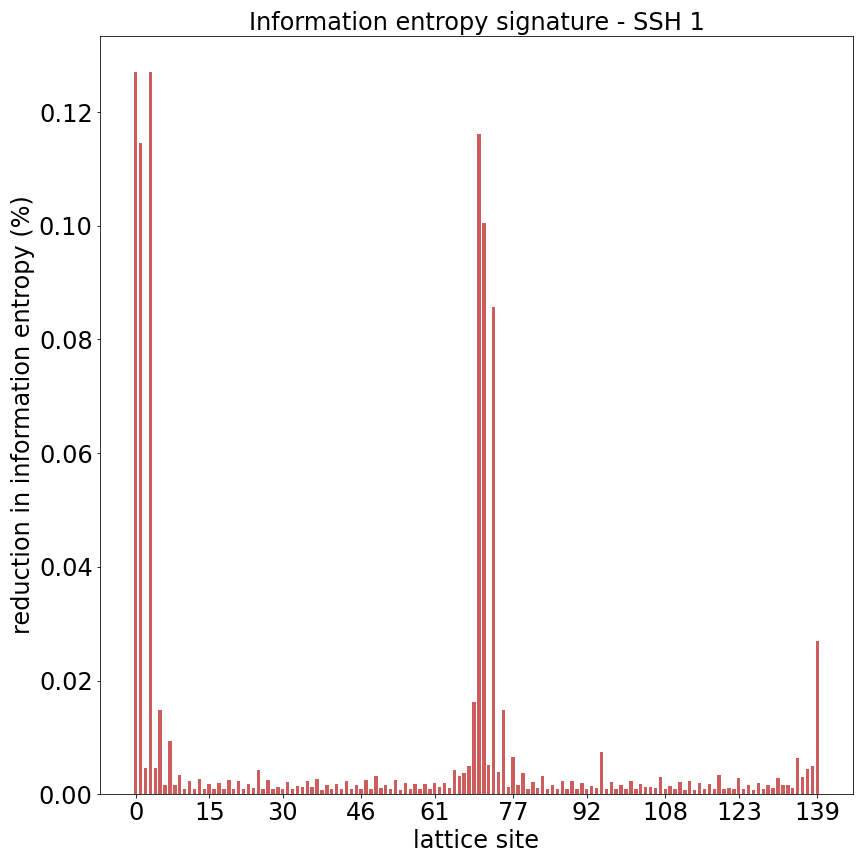 Information entropy signature - SSH 1
reduction in information entropy (%)
0.12
0.10
0.08
0.06
0.04
0.02
0.00
0 15 30 46 61 77 92 108 123 139
lattice site